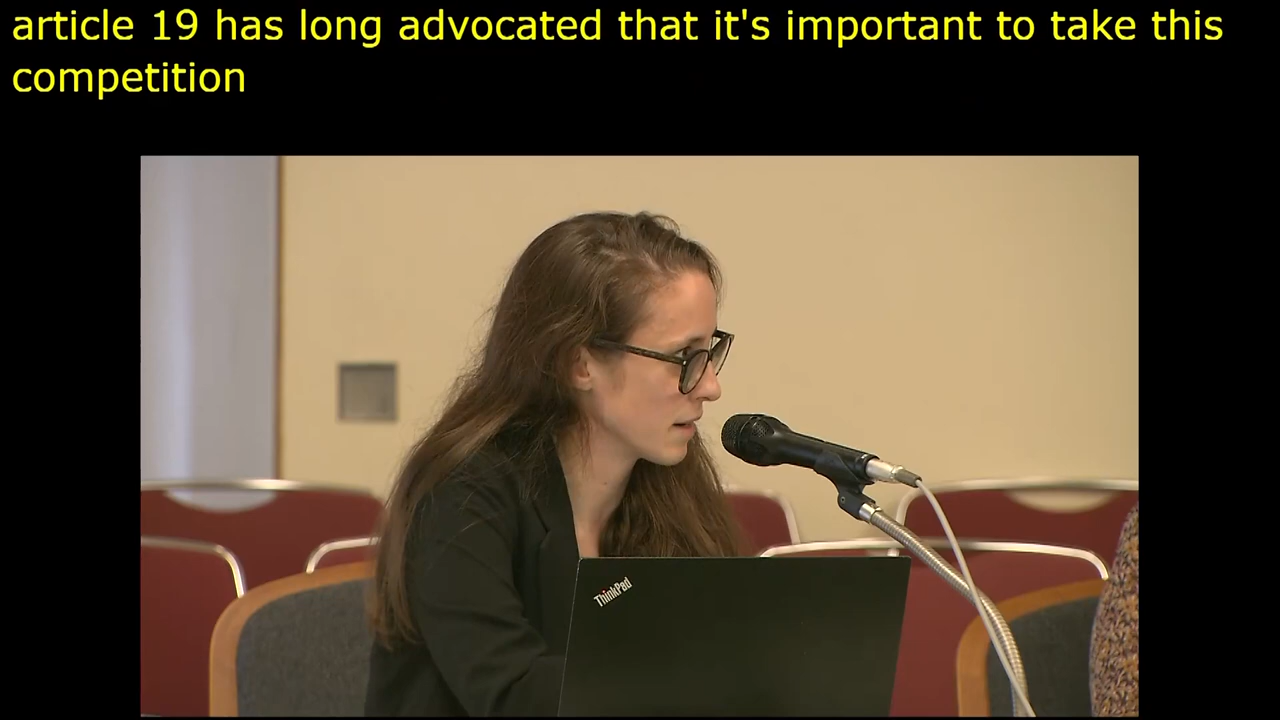 article 19 has long advocated that it's important to take this
competition
ThinkPad